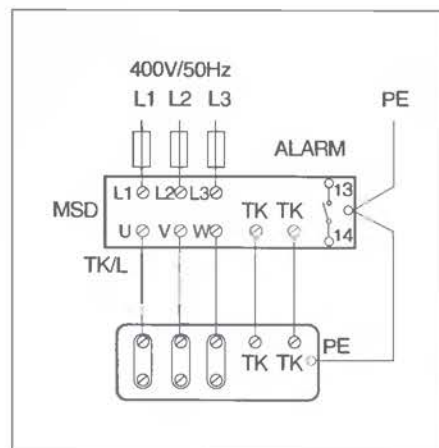 400V/50Hz
L1 L2 L3 PE
ALARM
L1 L2 L3 13
MSD TK TK
U V W 14
TK/L
PE
TK TK